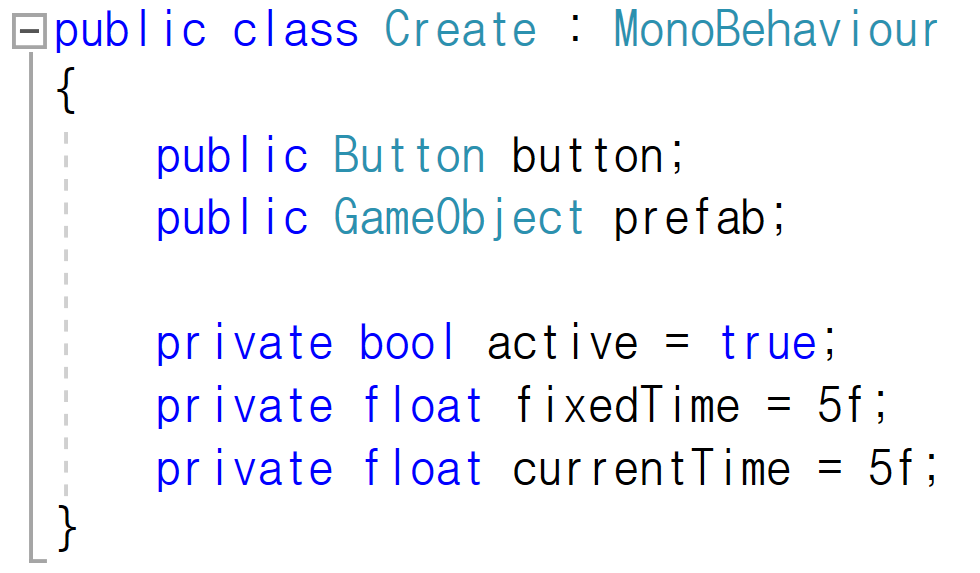 public class Create : MonoBehaviour
{
public Button button;
public GameObject prefab;
private bool active = true;
private float fixedTime = 5f;
private float currentTime = 5f;
}